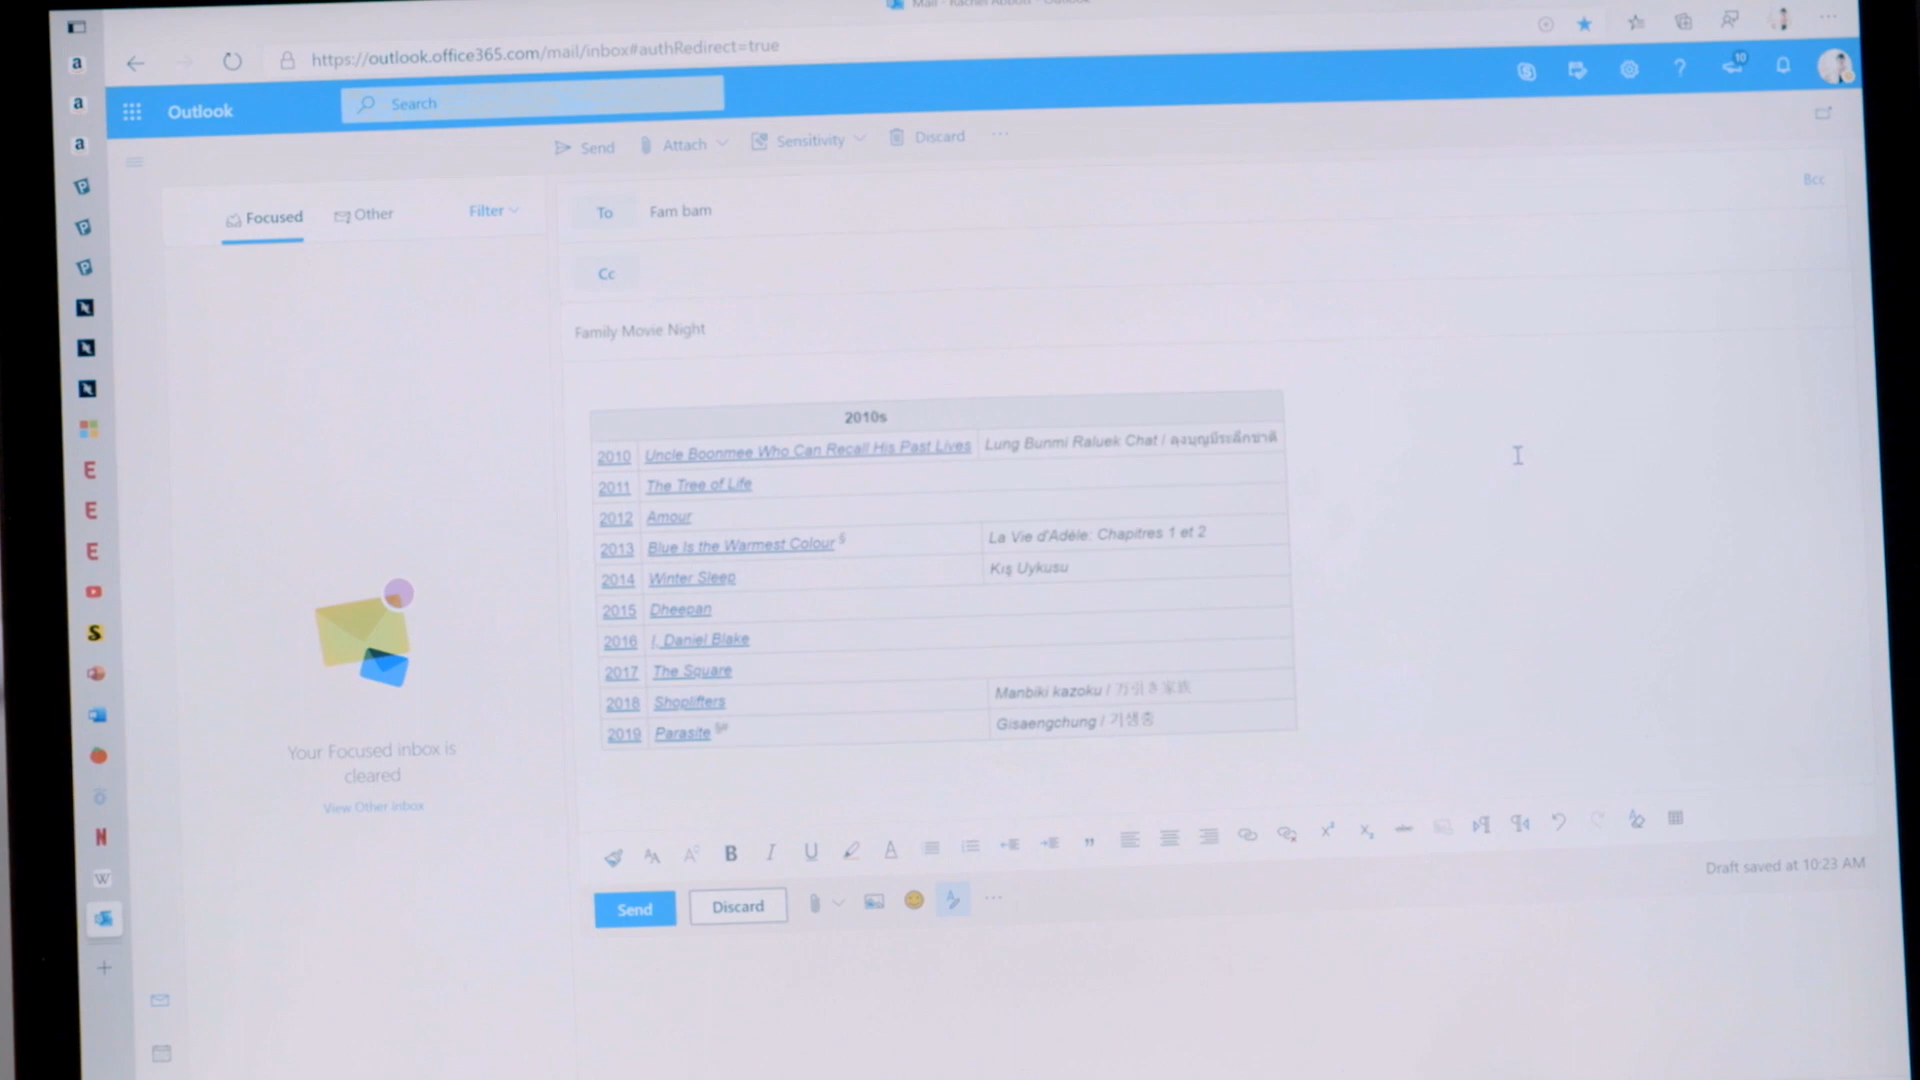 https://outlook.office365.com/mail/inbox#authRedirect=true
Outlook
Search
10
Send Attach Sensitivity Discard
Focused Other Filter
To Fam bam
Bcc
Cc
Family Movie Night
2010s
2010 Uncle Boonmee Who Can Recall His Past Lives Lung Bunmi Raluek Chat / ลุงบุญมีระลึกชาติ
2011 The Tree of Life
2012 Amour
2013 Blue Is the Warmest Colour § La Vie d'Adèle: Chapitres 1 et 2
2014 Winter Sleep Kış Uykusu
2015 Dheepan
2016 I, Daniel Blake
2017 The Square
2018 Shoplifters Manbiki kazoku / 万引き家族
2019 Parasite §# Gisaengchung / 기생충
Your Focused inbox is
cleared
View Other inbox
Draft saved at 10:23 AM
Send Discard